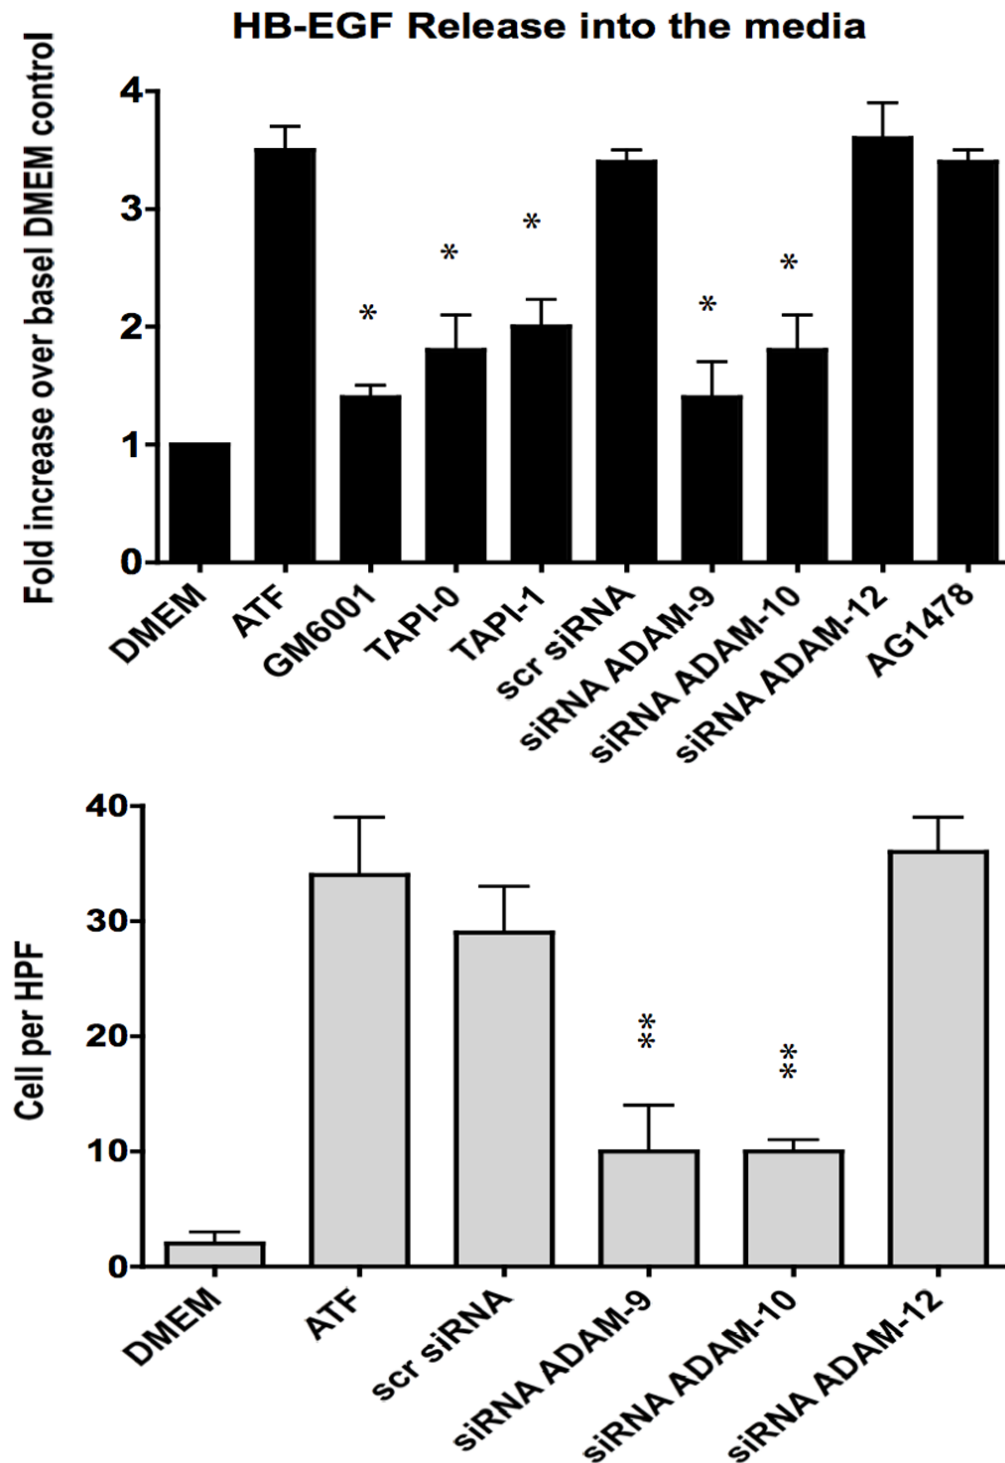 HB-EGF Release into the media
Fold increase over basel DMEM control
4
3
2
1
0
*
*
*
*
*
DMEM
ATF
GM6001
TAPI-0
TAPI-1
scr siRNA
siRNA ADAM-9
siRNA ADAM-10
siRNA ADAM-12
AG1478
Cell per HPF
40
30
20
10
0
**
**
DMEM
ATF
scr siRNA
siRNA ADAM-9
siRNA ADAM-10
siRNA ADAM-12